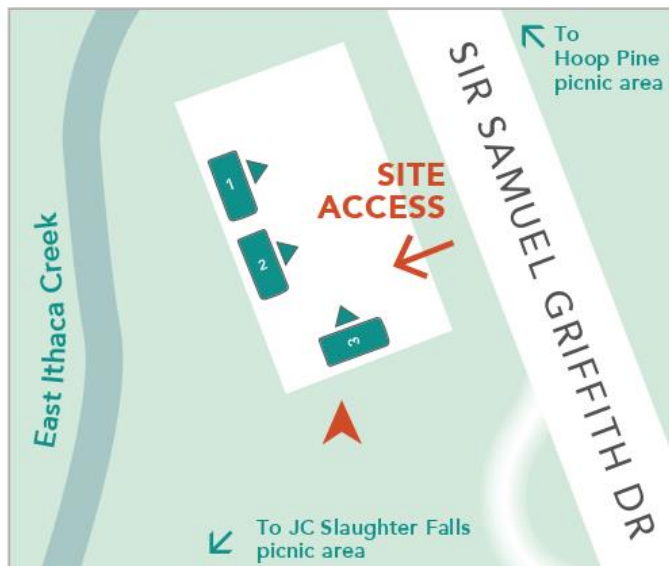 To
Hoop Pine
picnic area
SIR SAMUEL GRIFFITH DR
SITE
ACCESS
1
2
3
East Ithaca Creek
To JC Slaughter Falls
picnic area